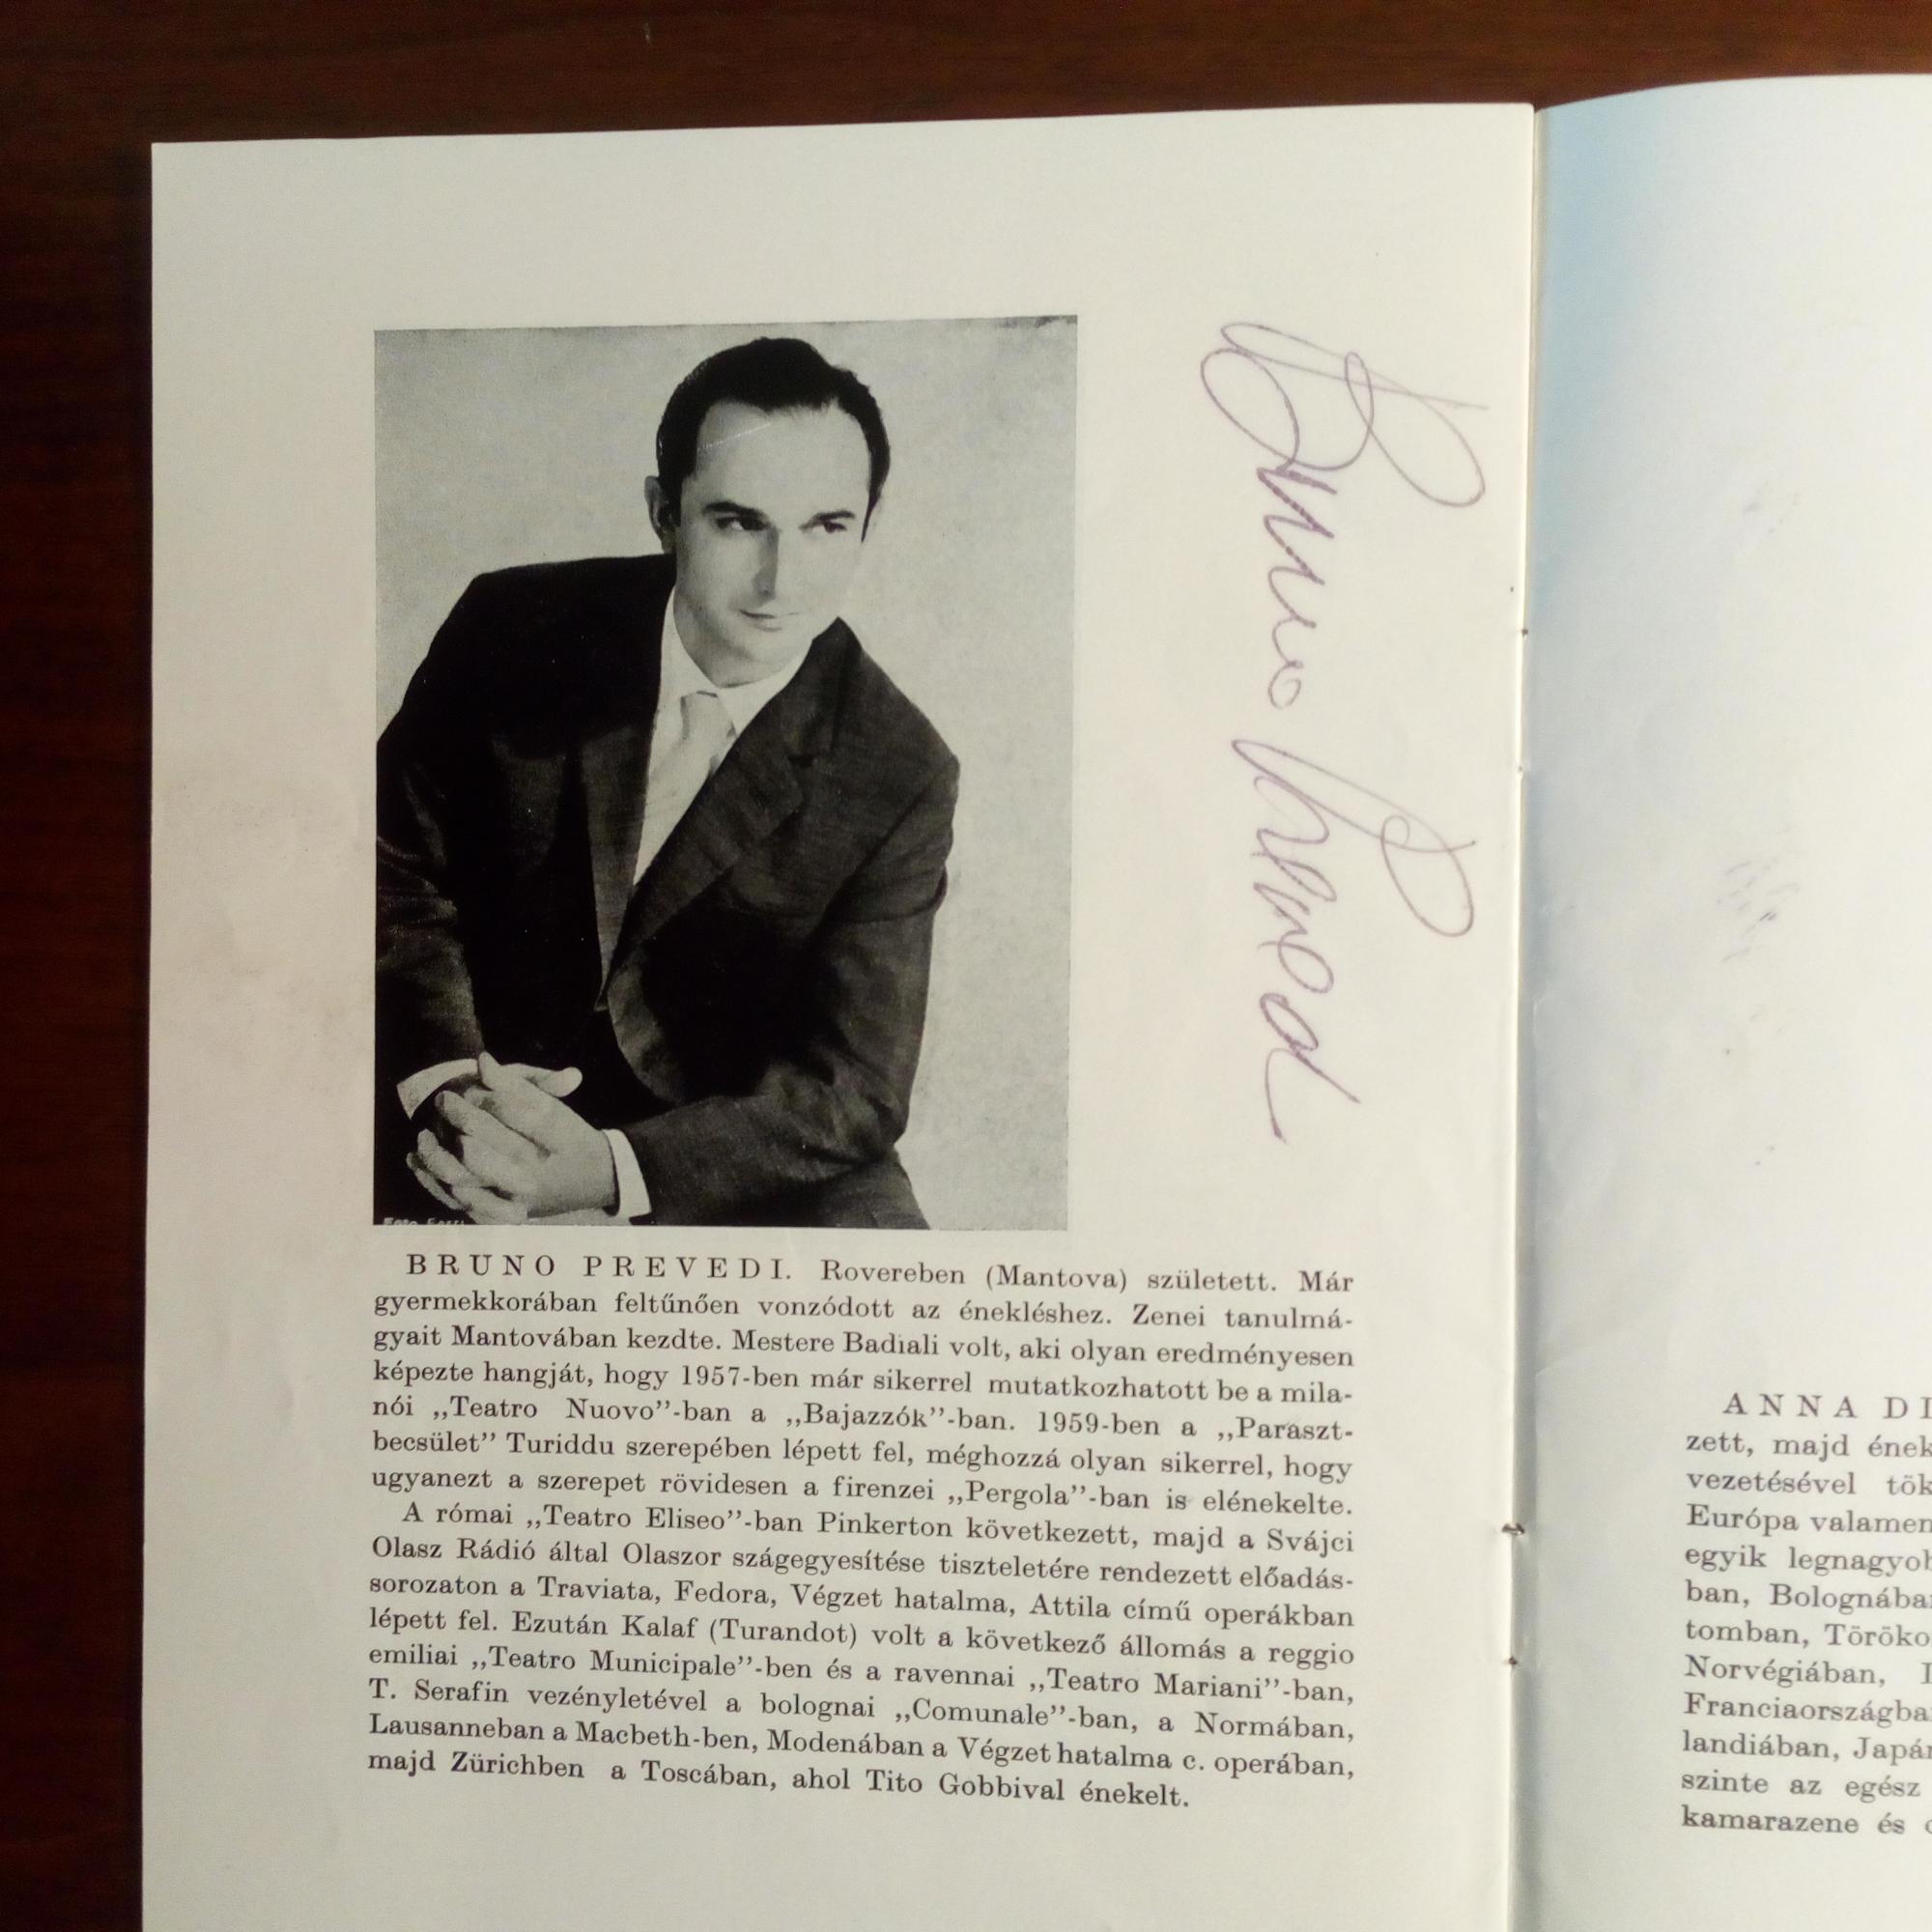 Bruno Prevedi
BRUNO PREVEDI. Rovereben (Mantova) született. Már
gyermekkorában feltűnően vonzódott az énekléshez. Zenei tanulmá-
gyait Mantovában kezdte. Mestere Badiali volt, aki olyan eredményesen
képezte hangját, hogy 1957-ben már sikerrel mutatkozhatott be a mila-
nói ,,Teatro Nuovo”-ban a ,,Bajazzók”-ban. 1959-ben a ,,Paraszt-
becsület” Turiddu szerepében lépett fel, méghozzá olyan sikerrel, hogy
ugyanezt a szerepet rövidesen a firenzei ,,Pergola”-ban is elénekelte.
A római ,,Teatro Eliseo”-ban Pinkerton következett, majd a Svájci
Olasz Rádió által Olaszor szágegyesítése tiszteletére rendezett előadás-
sorozaton a Traviata, Fedora, Végzet hatalma, Attila című operákban
lépett fel. Ezután Kalaf (Turandot) volt a következő állomás a reggio
emiliai ,,Teatro Municipale”-ben és a ravennai ,,Teatro Mariani”-ban,
T. Serafin vezényletével a bolognai ,,Comunale”-ban, a Normában,
Lausanneban a Macbeth-ben, Modenában a Végzet hatalma c. operában,
majd Zürichben a Toscában, ahol Tito Gobbival énekelt.
ANNA DI
zett, majd ének
vezetésével tök
Európa valamen
egyik legnagyob
ban, Bolognába
tomban, Töröko
Norvégiában,
Franciaországba
landiában, Japán
szinte az egész
kamarazene és